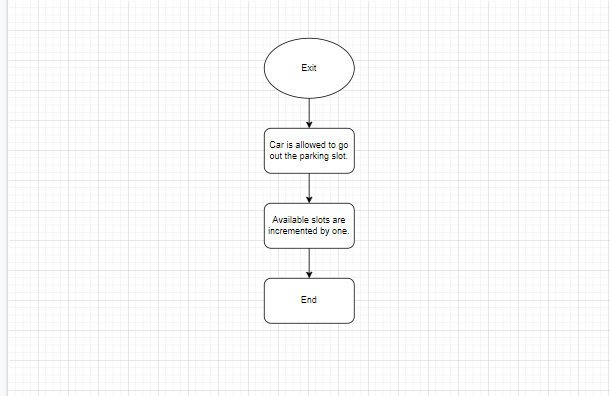 Exit
Car is allowed to go
out the parking slot.
Available slots are
incremented by one.
End